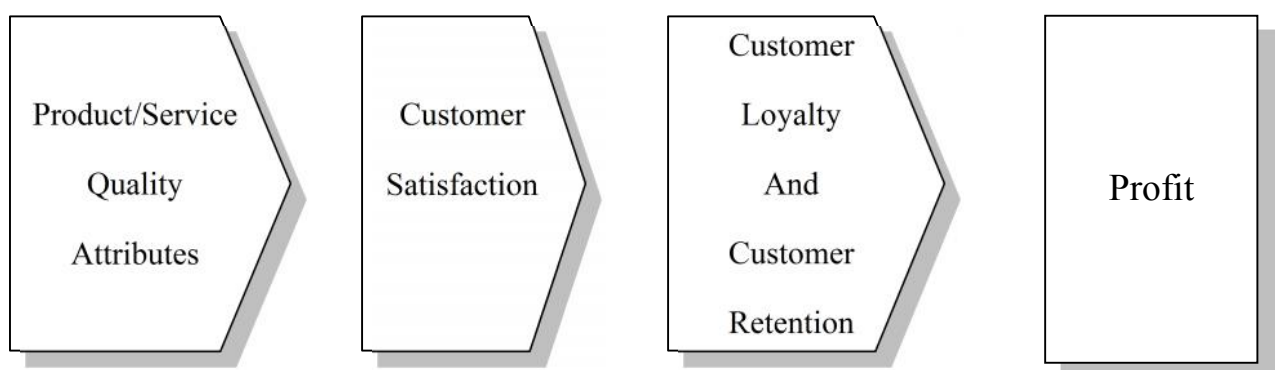 Product/Service
Quality
Attributes
Customer
Satisfaction
Customer
Loyalty
And
Customer
Retention
Profit